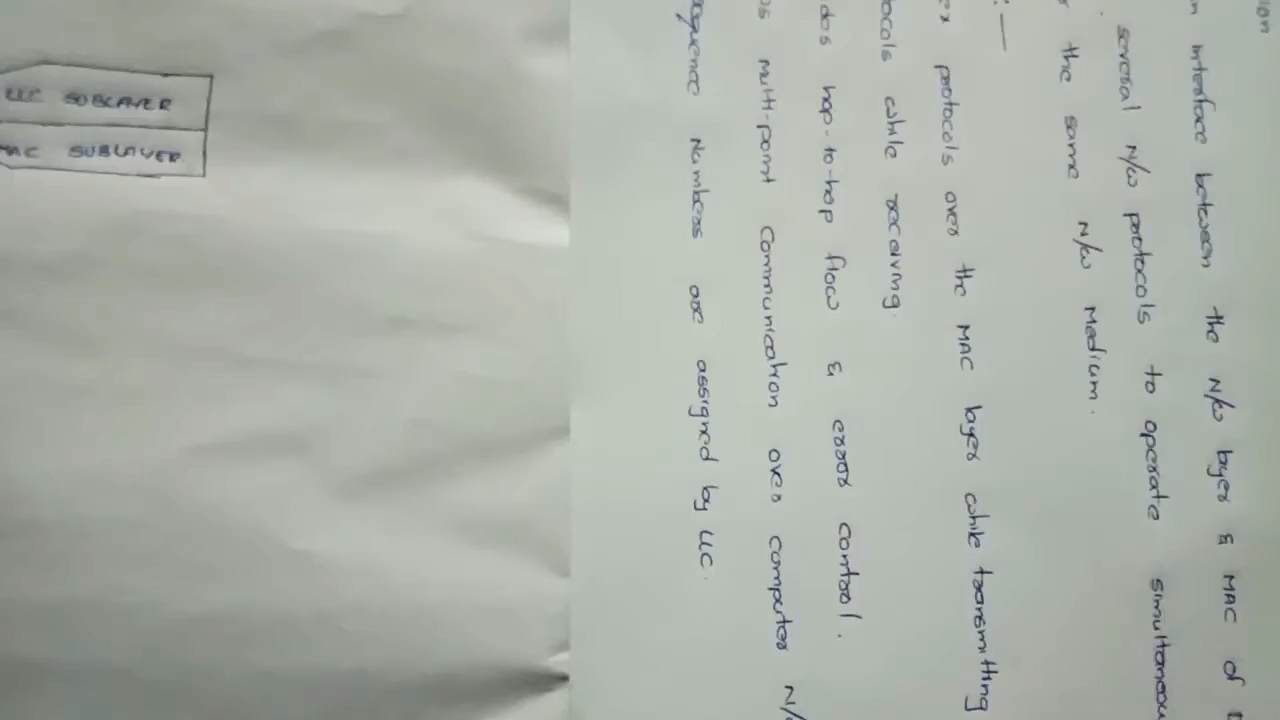 LLC SUBLAYER
MAC SUBLAYER
interface between the N/w layer & MAC of
several N/w protocols to operate
the same N/w Medium.
:—
protocols over the MAC layer while transmitting
while receiving.
hop-to-hop flow & error control.
multi-point communication over computer
Numbers are assigned by LLC.